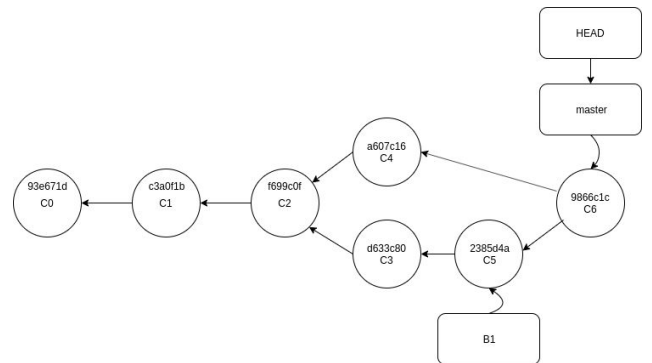 HEAD
master
a607c16
C4
93e671d
C0
c3a0f1b
C1
f699c0f
C2
9866c1c
C6
d633c80
C3
2385d4a
C5
B1